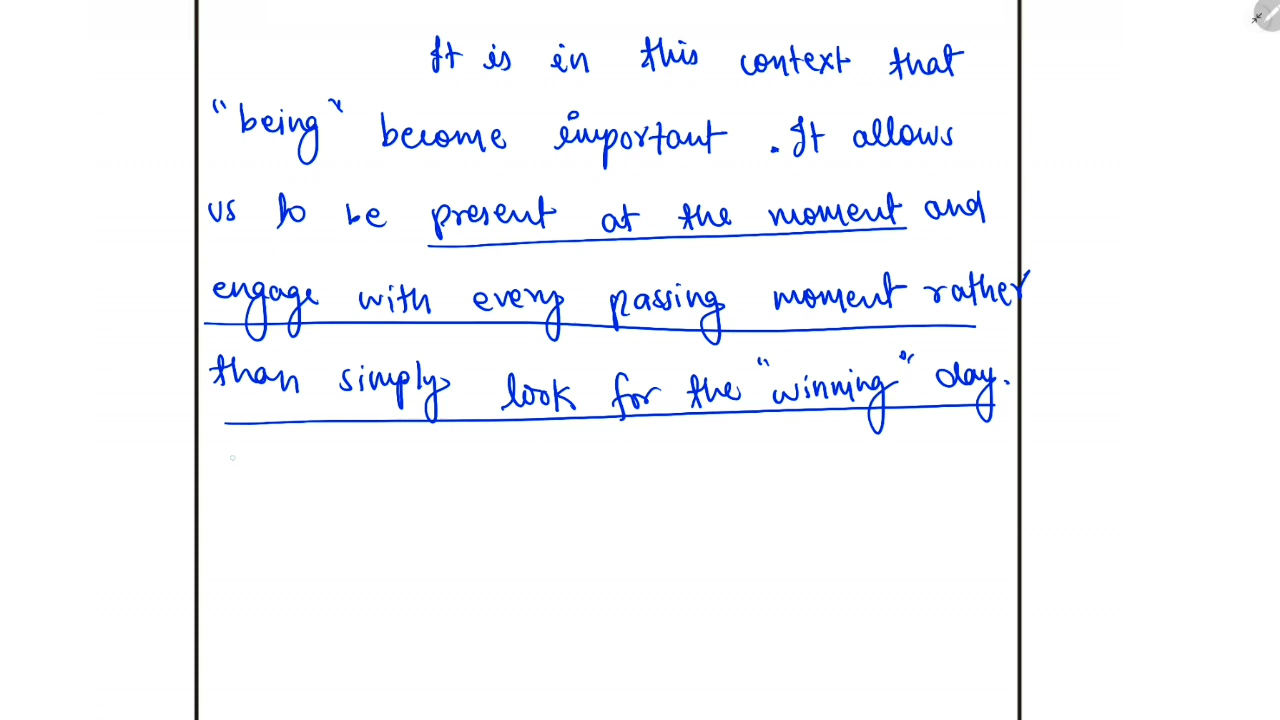 It is in this context that
"being" become important. It allows
us to be present at the moment and
engage with every passing moment rather
than simply look for the "winning" day.